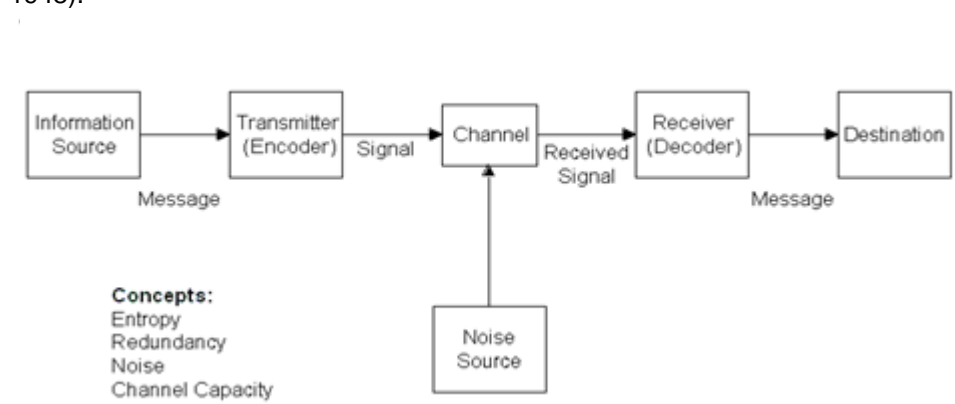 Information
Source
Transmitter
(Encoder)
Channel
Receiver
(Decoder)
Destination
Signal
Received
Signal
Message
Message
Concepts:
Entropy
Redundancy
Noise
Channel Capacity
Noise
Source